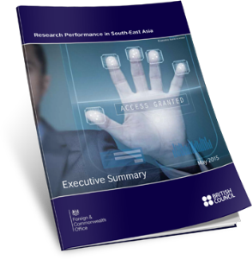 Research Performance in South-East Asia
ACCESS GRANTED
Executive Summary
May 2015
Foreign &
Commonwealth
Office
BRITISH
COUNCIL